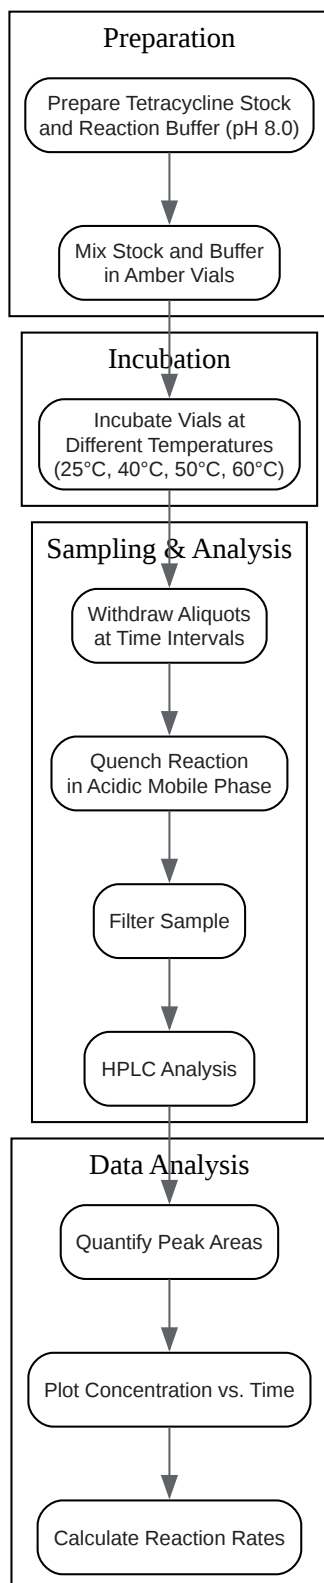 Preparation
Prepare Tetracycline Stock
and Reaction Buffer (pH 8.0)
Mix Stock and Buffer
in Amber Vials
Incubation
Incubate Vials at
Different Temperatures
(25°C, 40°C, 50°C, 60°C)
Sampling & Analysis
Withdraw Aliquots
at Time Intervals
Quench Reaction
in Acidic Mobile Phase
Filter Sample
HPLC Analysis
Data Analysis
Quantify Peak Areas
Plot Concentration vs. Time
Calculate Reaction Rates